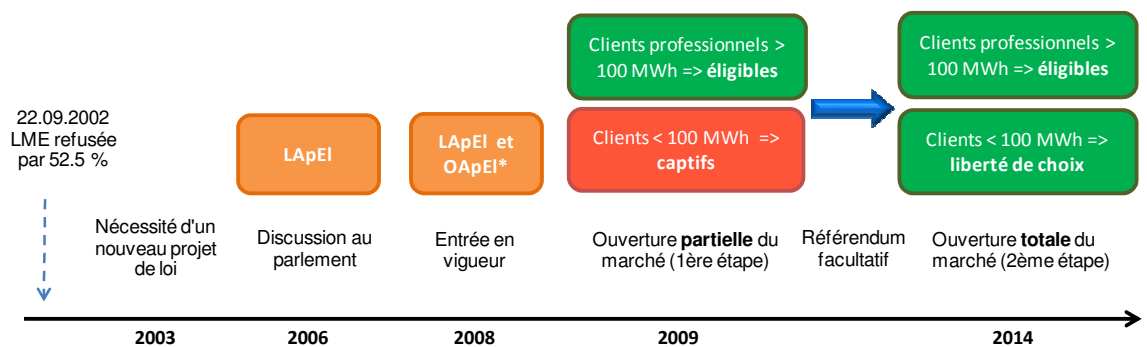 22.09.2002
LME refusée
par 52.5 %
Nécessité d'un
nouveau projet
de loi
LApEl
Discussion au
parlement
LApEl et
OApEl*
Entrée en
vigueur
Clients professionnels >
100 MWh => éligibles
Clients < 100 MWh =>
captifs
Ouverture partielle du
marché (1ère étape)
Référendum
facultatif
Clients professionnels >
100 MWh => éligibles
Clients < 100 MWh =>
liberté de choix
Ouverture totale du
marché (2ème étape)
2003
2006
2008
2009
2014